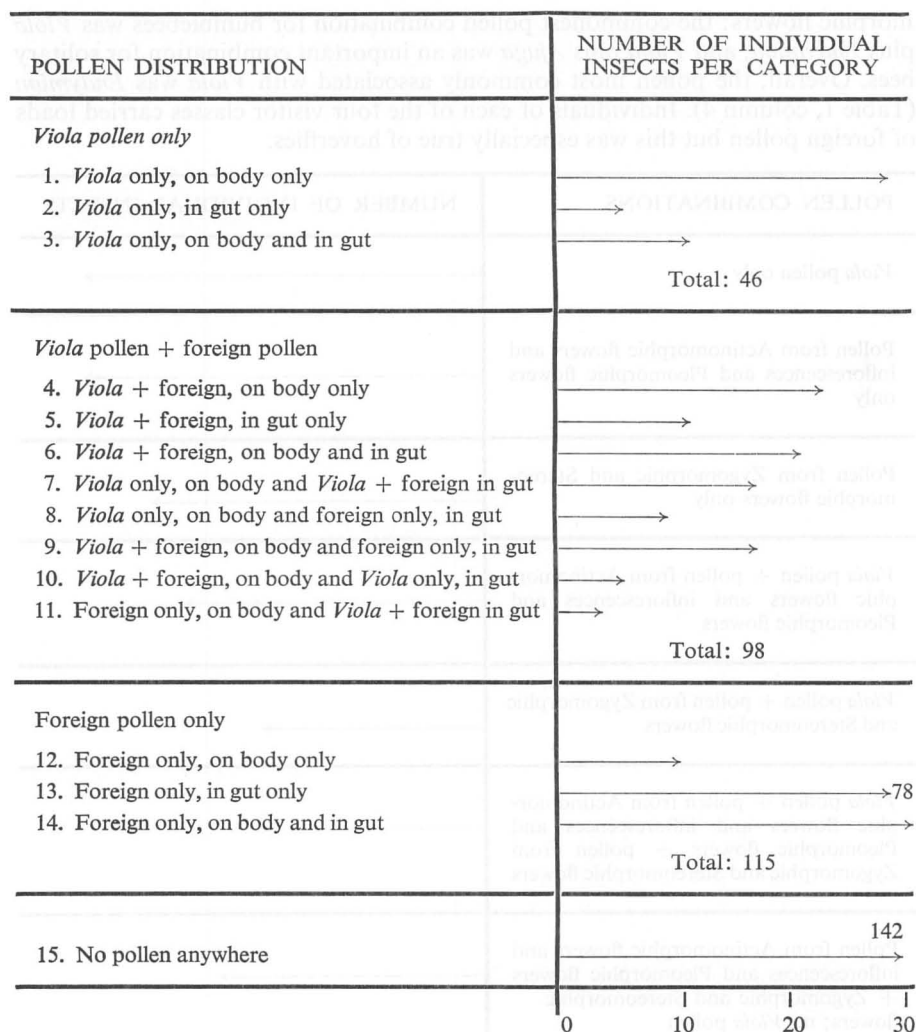 POLLEN DISTRIBUTION
NUMBER OF INDIVIDUAL
INSECTS PER CATEGORY
Viola pollen only
1. Viola only, on body only
2. Viola only, in gut only
3. Viola only, on body and in gut
Total: 46
Viola pollen + foreign pollen
4. Viola + foreign, on body only
5. Viola + foreign, in gut only
6. Viola + foreign, on body and in gut
7. Viola only, on body and Viola + foreign in gut
8. Viola only, on body and foreign only, in gut
9. Viola + foreign, on body and foreign only, in gut
10. Viola + foreign, on body and Viola only, in gut
11. Foreign only, on body and Viola + foreign in gut
Total: 98
Foreign pollen only
12. Foreign only, on body only
13. Foreign only, in gut only 78
14. Foreign only, on body and in gut
Total: 115
142
15. No pollen anywhere
0 10 20 30